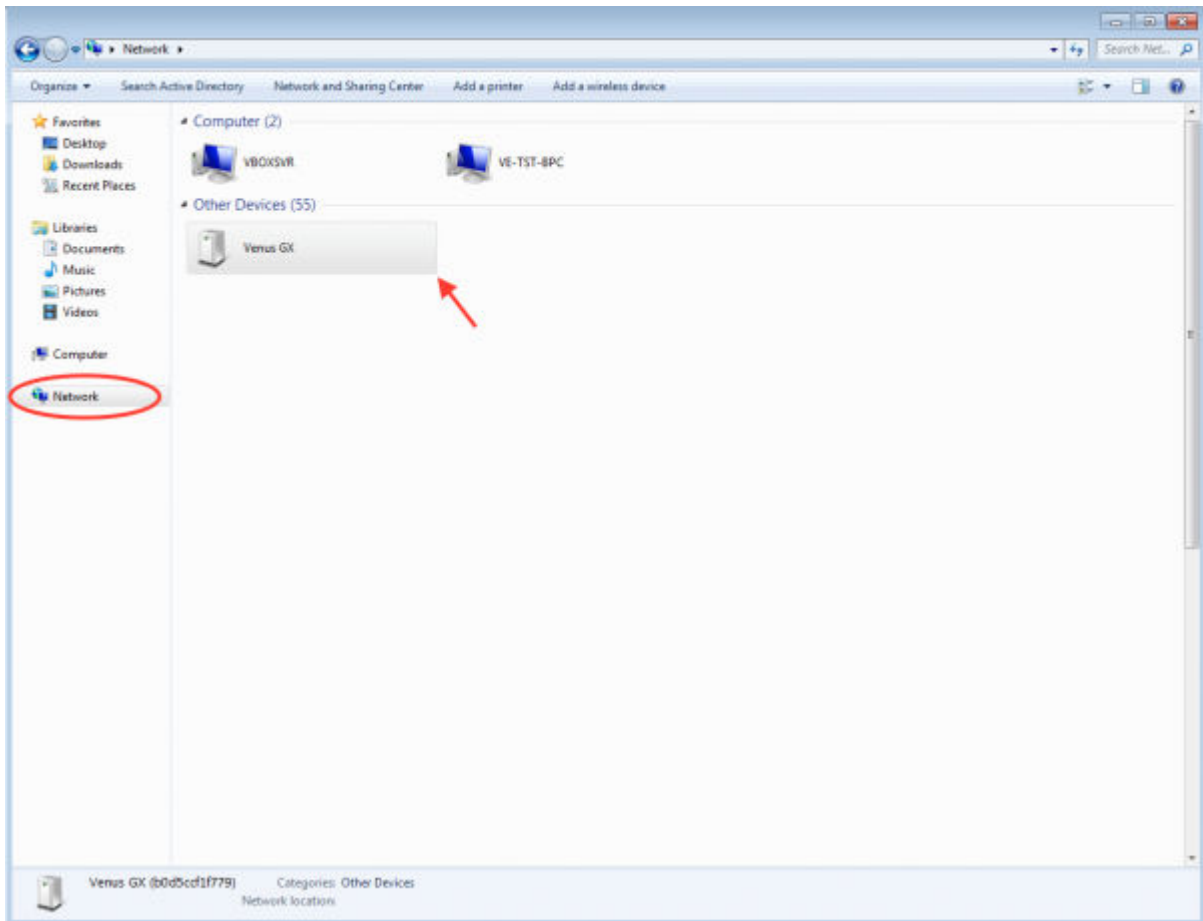 Network
Search Net...
Organize Search Active Directory Network and Sharing Center Add a printer Add a wireless device
Favorites
Desktop
Downloads
Recent Places
Libraries
Documents
Music
Pictures
Videos
Computer
Network
Computer (2)
VBOXSVR VE-TST-8PC
Other Devices (55)
Venus GX
Venus GX (b0d5ccf1f779) Categories: Other Devices
Network location: